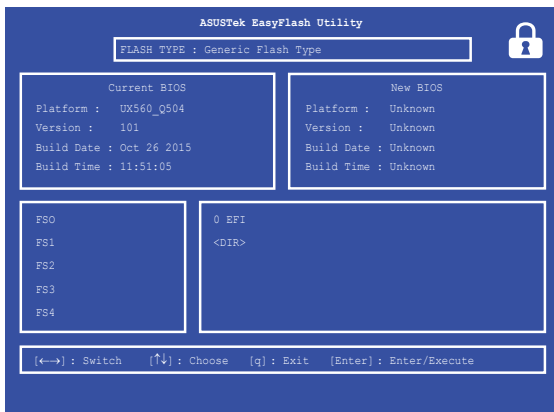 ASUSTek EasyFlash Utility
FLASH TYPE : Generic Flash Type
Current BIOS
Platform : UX560_Q504
Version : 101
Build Date : Oct 26 2015
Build Time : 11:51:05
New BIOS
Platform : Unknown
Version : Unknown
Build Date : Unknown
Build Time : Unknown
FSO
FS1
FS2
FS3
FS4
0 EFI
<DIR>
[←→] : Switch [↑↓] : Choose [q] : Exit [Enter] : Enter/Execute